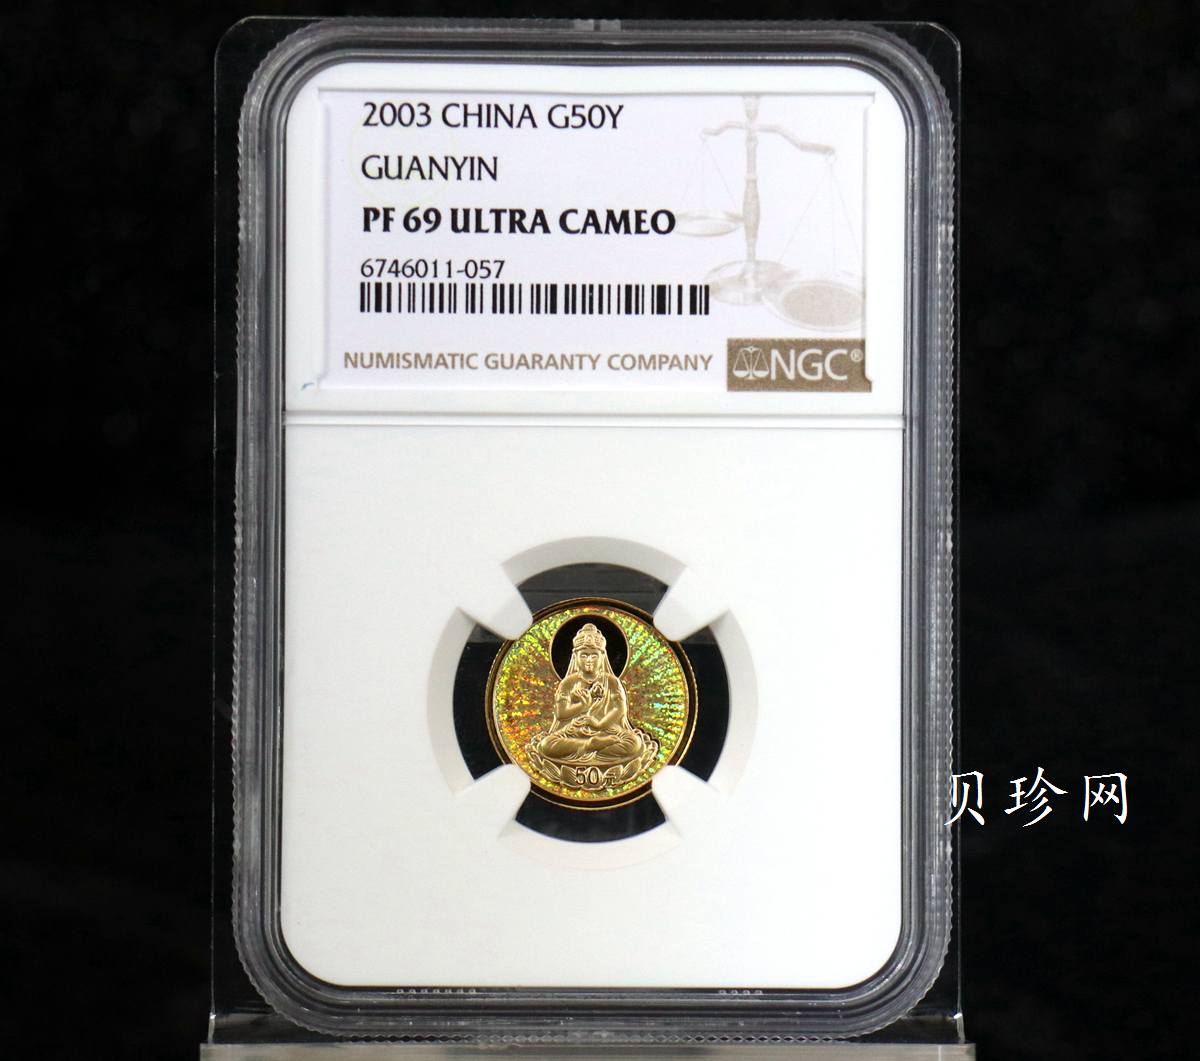 2003 CHINA G50Y
GUANYIN
PF 69 ULTRA CAMEO
6746011-057
NUMISMATIC GUARANTY COMPANY
NGC®
50元
贝珍网